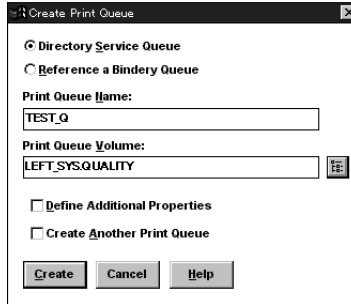 Create Print Queue
Directory Service Queue
Reference a Bindery Queue
Print Queue Name:
TEST_Q
Print Queue Volume:
LEFT_SYS.QUALITY
Define Additional Properties
Create Another Print Queue
Create Cancel Help